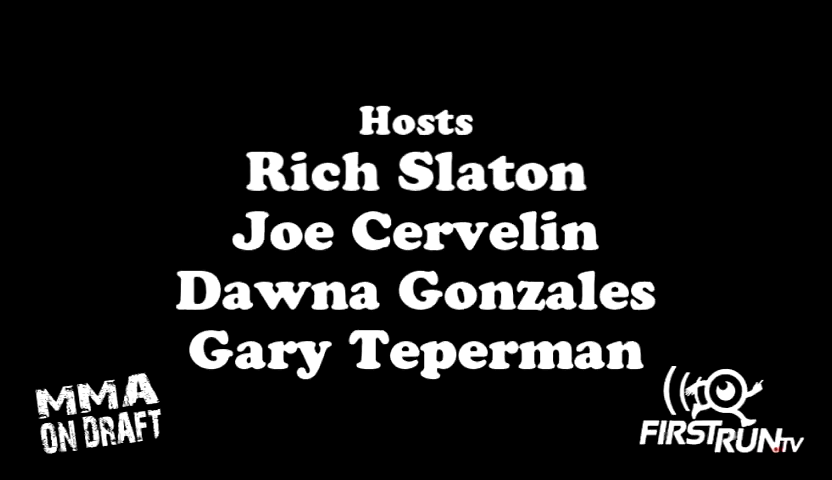 Hosts
Rich Slaton
Joe Cervelin
Dawna Gonzales
Gary Teperman
MMA
ON DRAFT
FIRSTRUN.TV